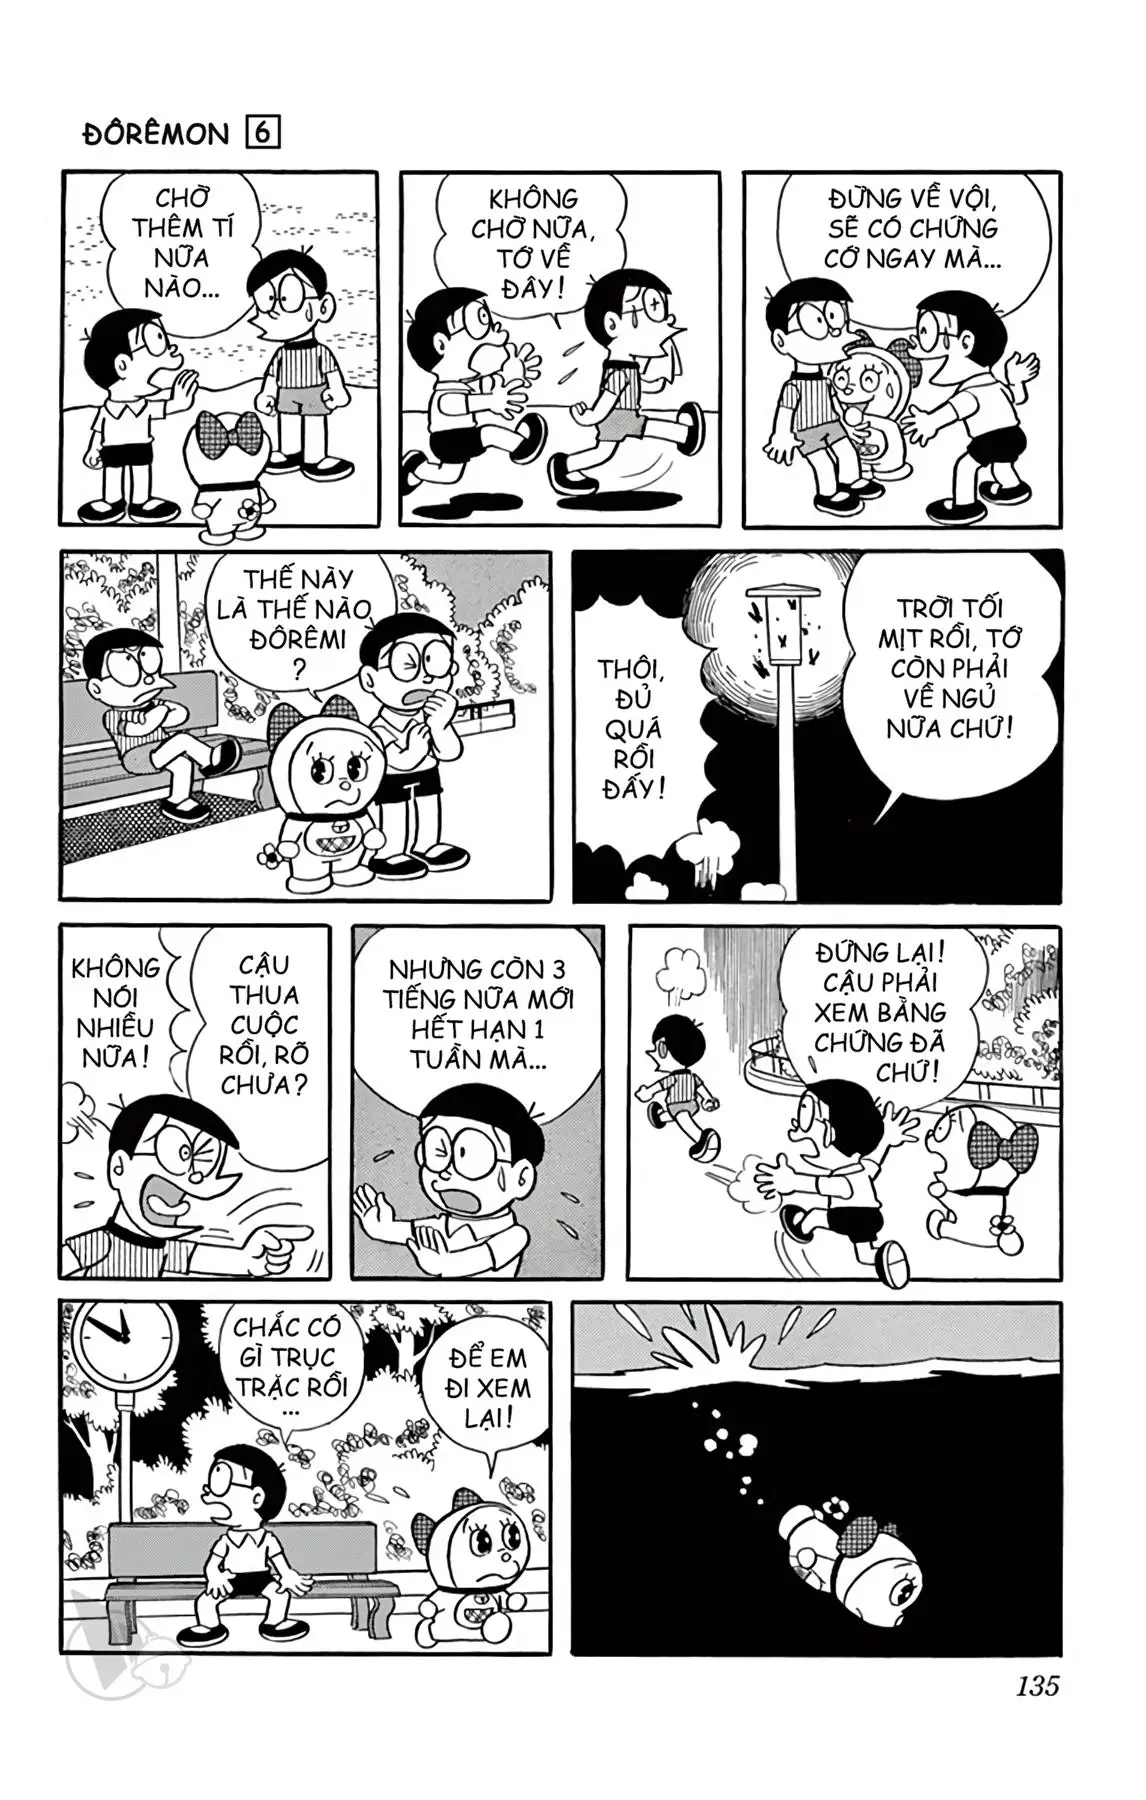 ĐÔRÊMON 6
CHỜ
THÊM TÍ
NỮA
NÀO...
KHÔNG
CHỜ NỮA,
TỚ VỀ
ĐÂY!
ĐỪNG VỀ VỘI,
SẼ CÓ CHỨNG
CỚ NGAY MÀ...
THẾ NÀY
LÀ THẾ NÀO
ĐÔRÊMI
?
THÔI,
ĐỦ
QUÁ
RỒI
ĐẤY!
TRỜI TỐI
MỊT RỒI, TỚ
CÒN PHẢI
VỀ NGỦ
NỮA CHỨ!
KHÔNG
NÓI
NHIỀU
NỮA!
CẬU
THUA
CUỘC
RỒI, RÕ
CHƯA?
NHƯNG CÒN 3
TIẾNG NỮA MỚI
HẾT HẠN 1
TUẦN MÀ...
ĐỨNG LẠI!
CẬU PHẢI
XEM BẰNG
CHỨNG ĐÃ
CHỨ!
CHẮC CÓ
GÌ TRỤC
TRẶC RỒI
...
ĐỂ EM
ĐI XEM
LẠI!
135